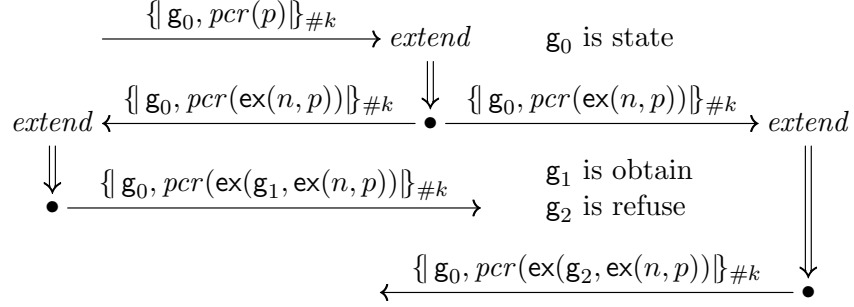 {| g₀, pcr(p)|}#k
extend g₀ is state
{| g₀, pcr(ex(n, p))|}#k {| g₀, pcr(ex(n, p))|}#k
extend • extend
{| g₀, pcr(ex(g₁, ex(n, p))|}#k g₁ is obtain
• g₂ is refuse
{| g₀, pcr(ex(g₂, ex(n, p))|}#k
•